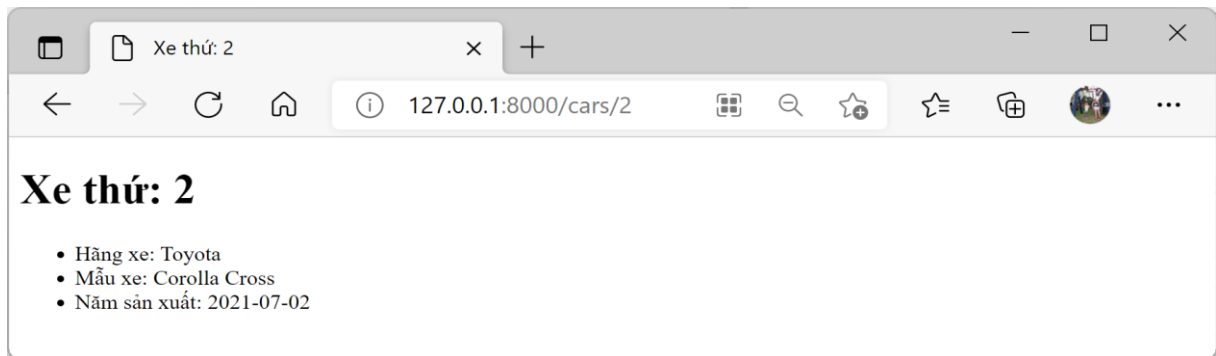 Xe thứ: 2
127.0.0.1:8000/cars/2
Xe thứ: 2
Hãng xe: Toyota
Mẫu xe: Corolla Cross
Năm sản xuất: 2021-07-02